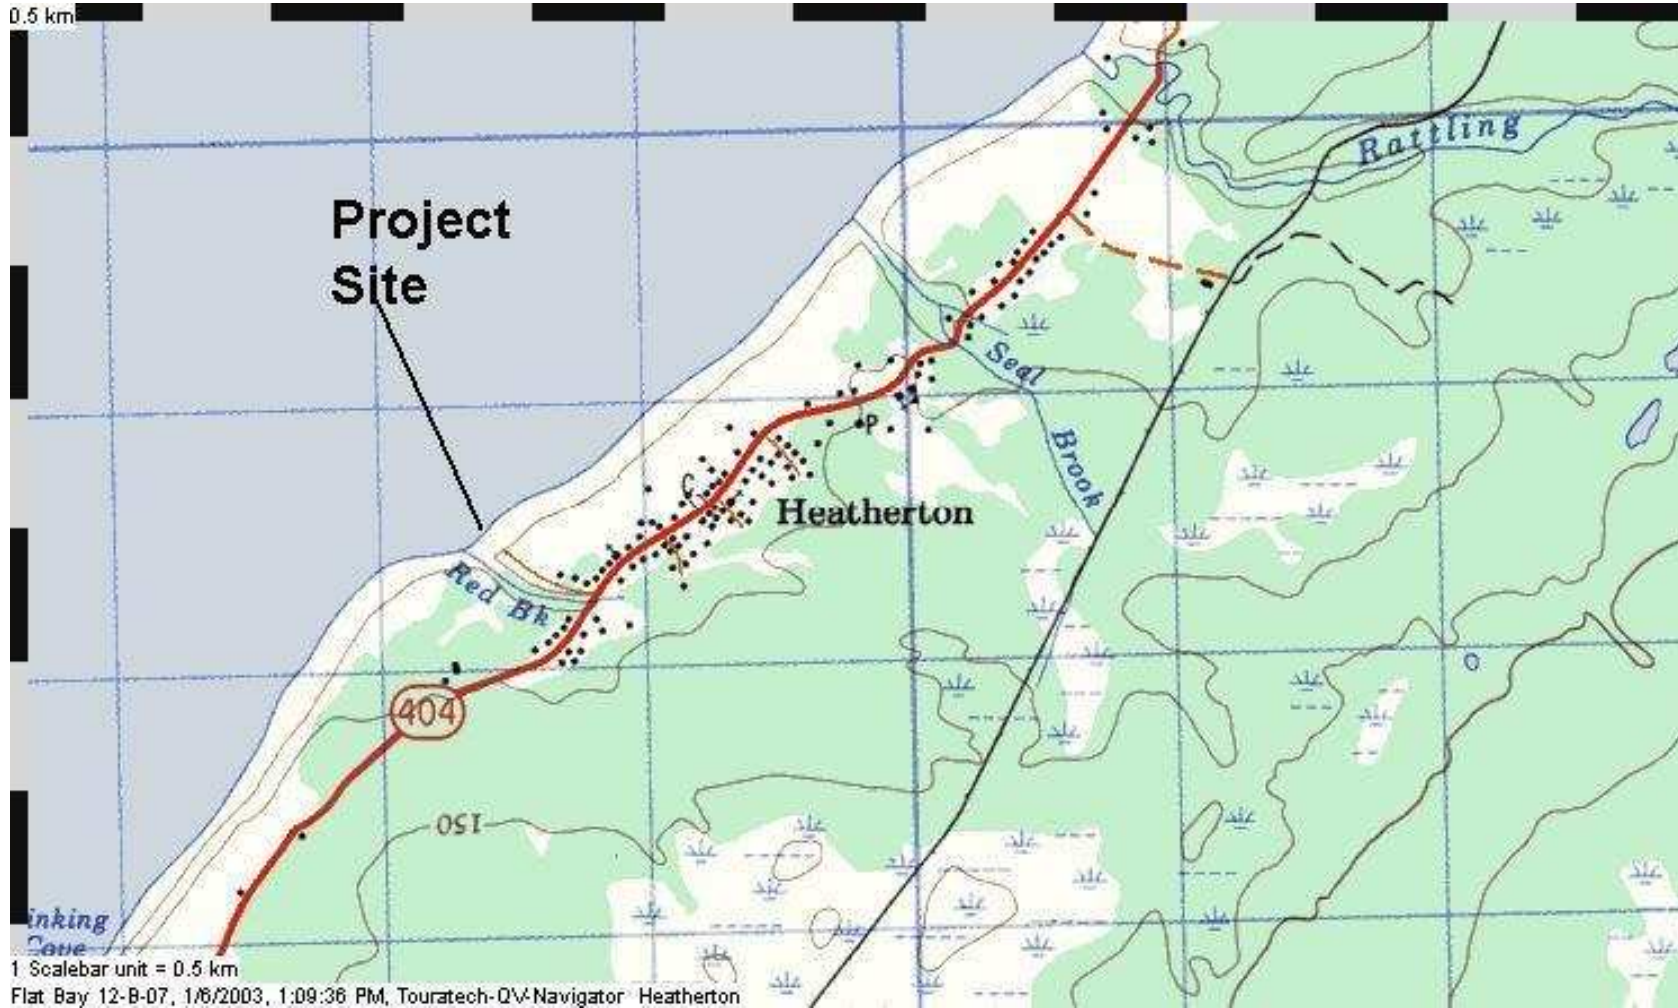 0.5 km
Rattling
Project
Site
Seal
Brook
P
C
Heatherton
Red Bk
404
150
inking
Cove
1 Scalebar unit = 0.5 km
Flat Bay 12-B-07, 1/6/2003, 1:09:36 PM, Touratech-QV-Navigator Heatherton